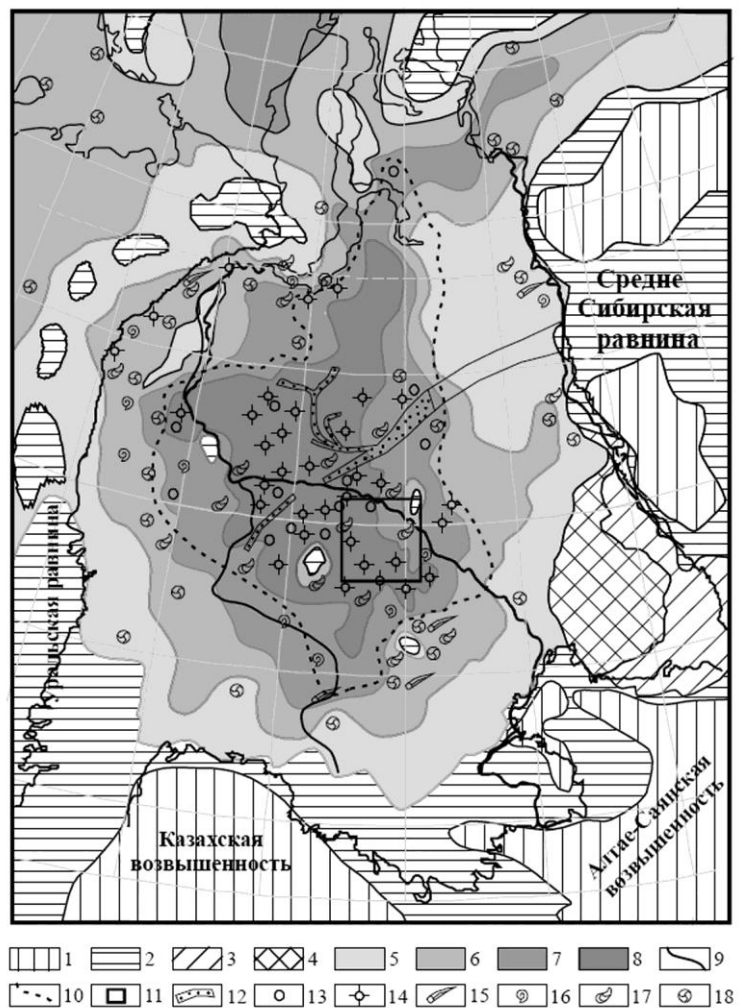 Средне
Сибирская
равнина
Уральская равнина
Казахская
возвышенность
Алтае-Саянская
возвышенность
1 2 3 4 5 6 7 8 9
10 11 12 13 14 15 16 17 18